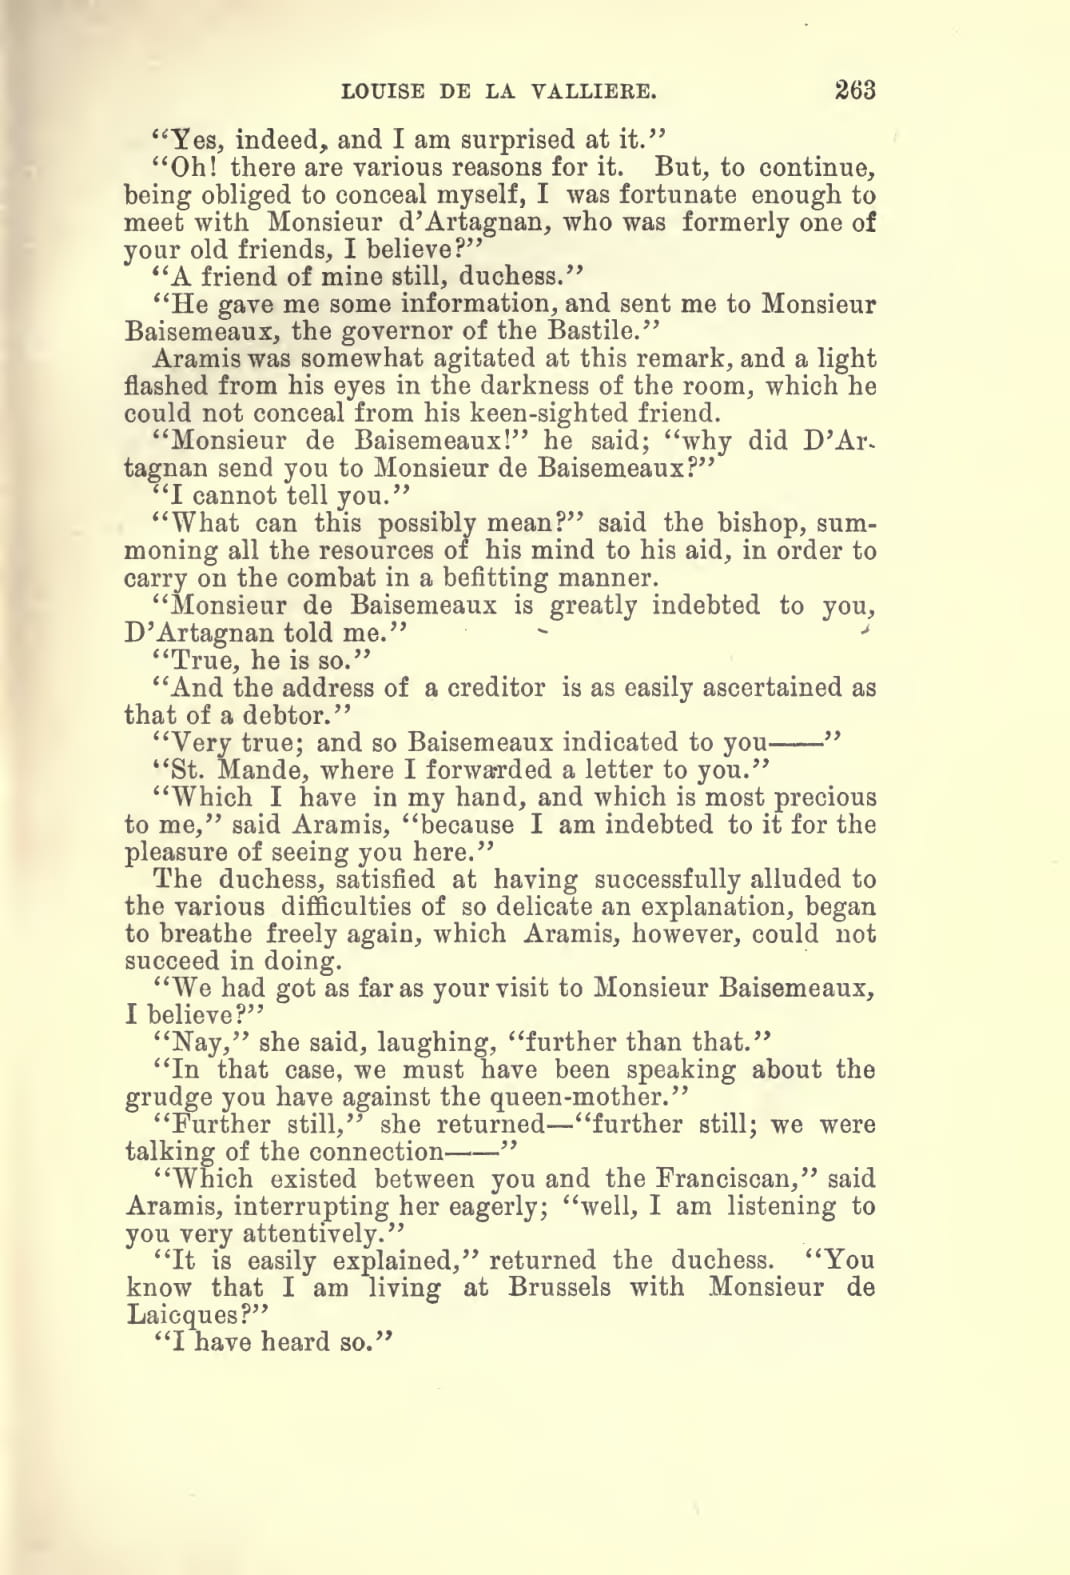 LOUISE DE LA VALLIERE. 263
“Yes, indeed, and I am surprised at it.”
“Oh! there are various reasons for it. But, to continue,
being obliged to conceal myself, I was fortunate enough to
meet with Monsieur d’Artagnan, who was formerly one of
your old friends, I believe?”
“A friend of mine still, duchess.”
“He gave me some information, and sent me to Monsieur
Baisemeaux, the governor of the Bastile.”
Aramis was somewhat agitated at this remark, and a light
flashed from his eyes in the darkness of the room, which he
could not conceal from his keen-sighted friend.
“Monsieur de Baisemeaux!” he said; “why did D’Ar-
tagnan send you to Monsieur de Baisemeaux?”
“I cannot tell you.”
“What can this possibly mean?” said the bishop, sum-
moning all the resources of his mind to his aid, in order to
carry on the combat in a befitting manner.
“Monsieur de Baisemeaux is greatly indebted to you,
D’Artagnan told me.”
“True, he is so.”
“And the address of a creditor is as easily ascertained as
that of a debtor.”
“Very true; and so Baisemeaux indicated to you——”
“St. Mande, where I forwarded a letter to you.”
“Which I have in my hand, and which is most precious
to me,” said Aramis, “because I am indebted to it for the
pleasure of seeing you here.”
The duchess, satisfied at having successfully alluded to
the various difficulties of so delicate an explanation, began
to breathe freely again, which Aramis, however, could not
succeed in doing.
“We had got as far as your visit to Monsieur Baisemeaux,
I believe?”
“Nay,” she said, laughing, “further than that.”
“In that case, we must have been speaking about the
grudge you have against the queen-mother.”
“Further still,” she returned—“further still; we were
talking of the connection——”
“Which existed between you and the Franciscan,” said
Aramis, interrupting her eagerly; “well, I am listening to
you very attentively.”
“It is easily explained,” returned the duchess. “You
know that I am living at Brussels with Monsieur de
Laicques?”
“I have heard so.”